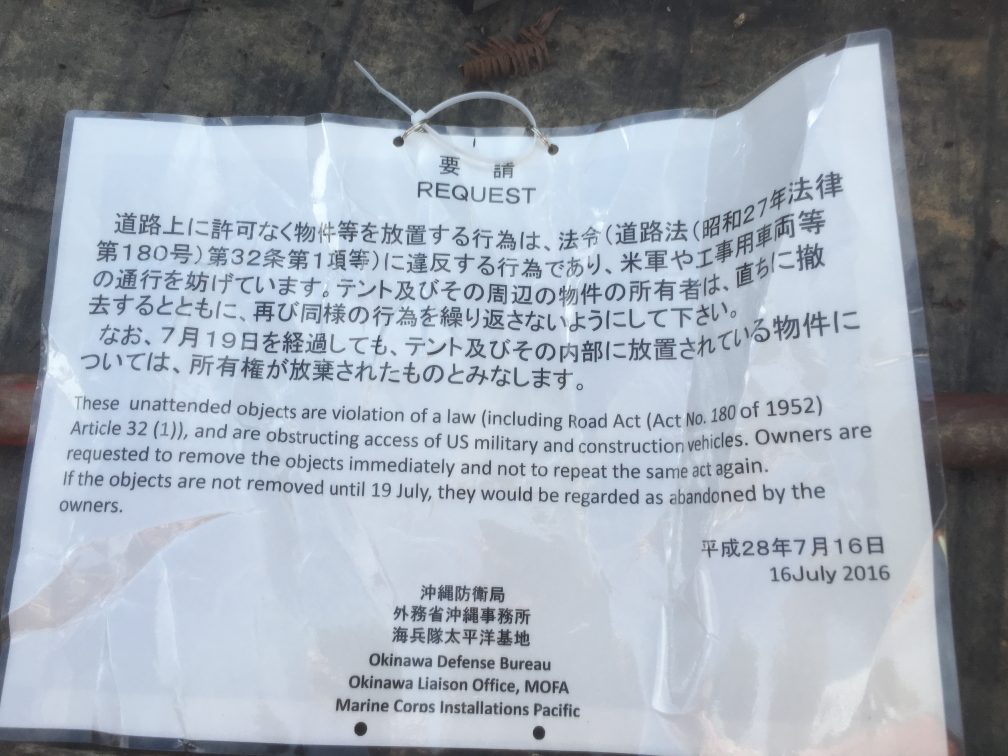 要 請
REQUEST
道路上に許可なく物件等を放置する行為は、法令（道路法（昭和27年法律
第180号）第32条第1項等）に違反する行為であり、米軍や工事用車両等
の通行を妨げています。テント及びその周辺の物件の所有者は、直ちに撤
去するとともに、再び同様の行為を繰り返さないようにして下さい。
なお、7月19日を経過しても、テント及びその内部に放置されている物件に
ついては、所有権が放棄されたものとみなします。
These unattended objects are violation of a law (including Road Act (Act No. 180 of 1952)
Article 32 (1)), and are obstructing access of US military and construction vehicles. Owners are
requested to remove the objects immediately and not to repeat the same act again.
If the objects are not removed until 19 July, they would be regarded as abandoned by the
owners.
平成28年7月16日
16July 2016
沖縄防衛局
外務省沖縄事務所
海兵隊太平洋基地
Okinawa Defense Bureau
Okinawa Liaison Office, MOFA
Marine Corps Installations Pacific